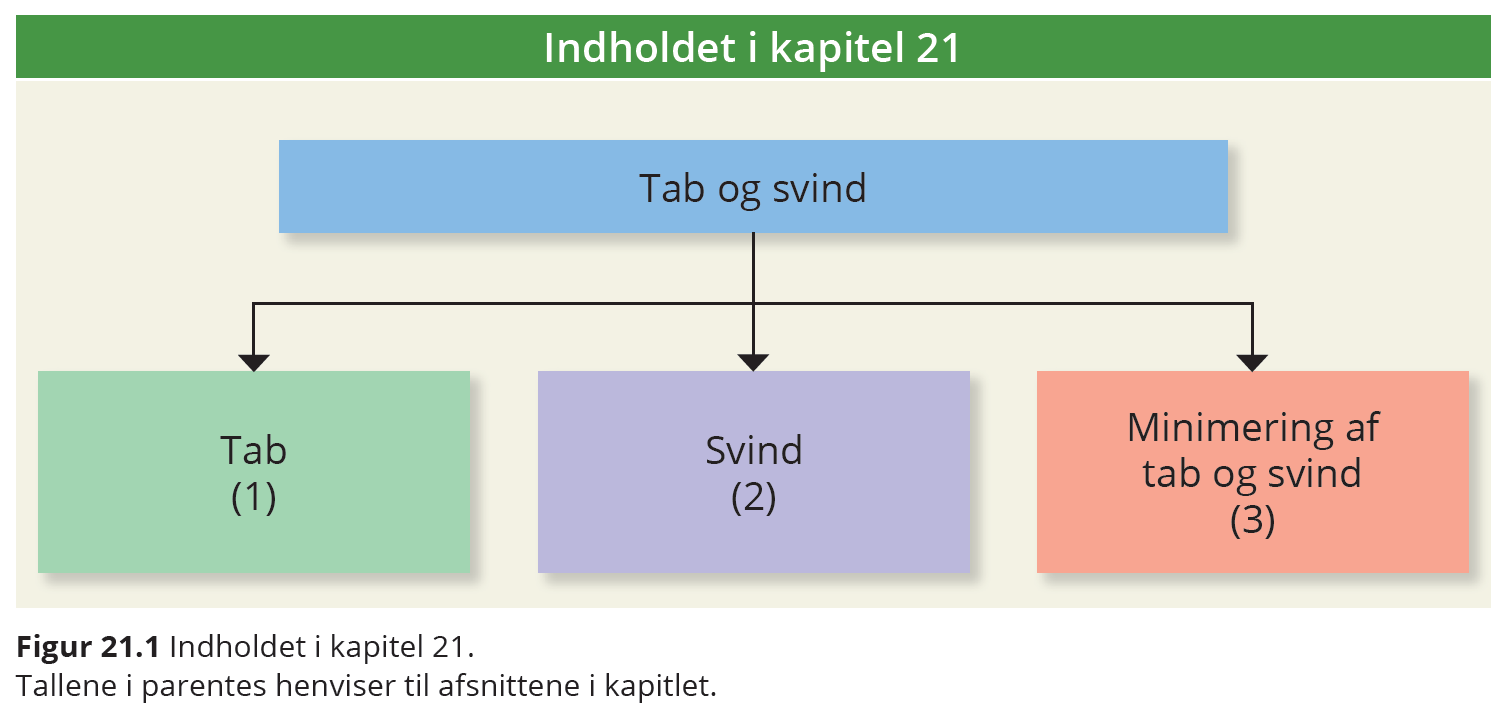 Indholdet i kapitel 21
Tab og svind
Tab
(1)
Svind
(2)
Minimering af
tab og svind
(3)
Figur 21.1 Indholdet i kapitel 21.
Tallene i parentes henviser til afsnittene i kapitlet.